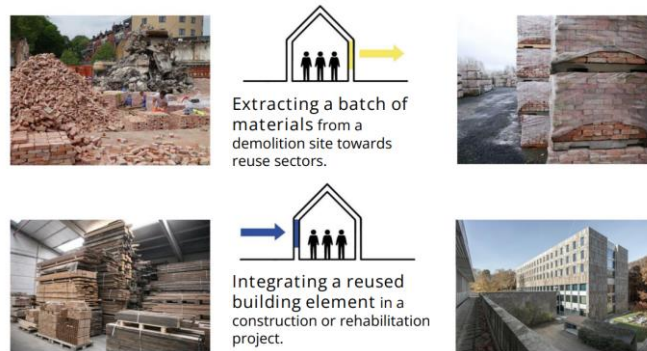 Extracting a batch of
materials from a
demolition site towards
reuse sectors.
Integrating a reused
building element in a
construction or rehabilitation
project.